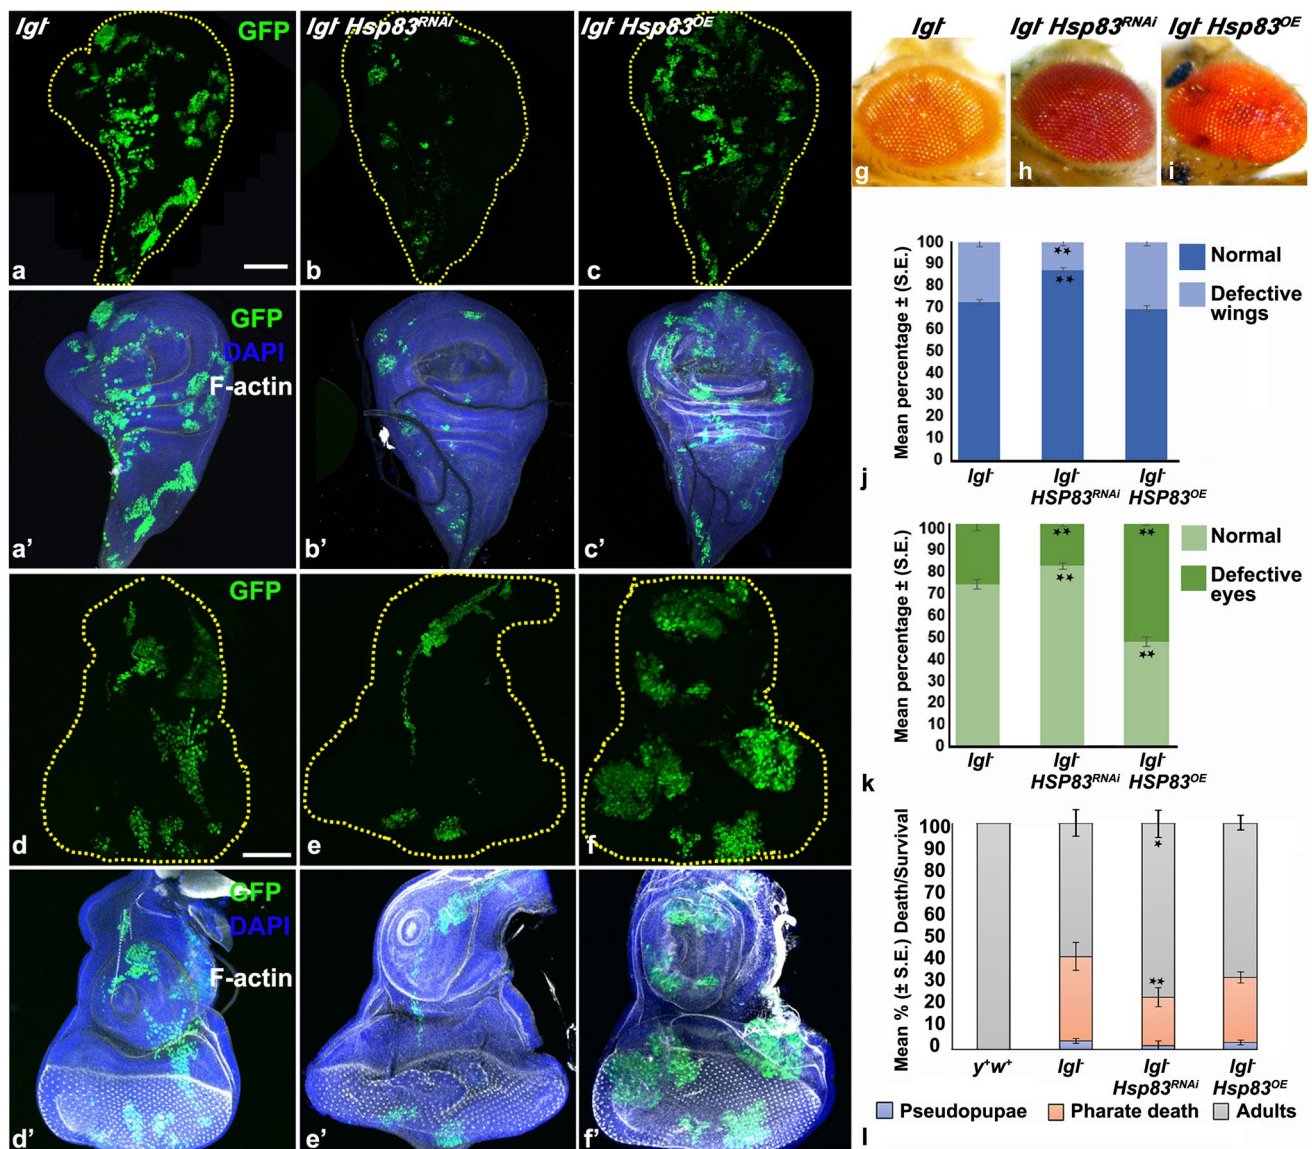 lgl-
GFP
a
lgl- Hsp83RNAi
b
lgl- Hsp83OE
c
GFP
DAPI
F-actin
a'
b'
c'
GFP
d
e
f
GFP
DAPI
F-actin
d'
e'
f'
lgl-
g
lgl- Hsp83RNAi
h
lgl- Hsp83OE
i
Mean percentage ± (S.E.)
100
90
80
70
60
50
40
30
20
10
0
★★
★★
lgl-
lgl-
HSP83RNAi
lgl-
HSP83OE
Normal
Defective
wings
j
Mean percentage ± (S.E.)
100
90
80
70
60
50
40
30
20
10
0
★★
★★
★★
★★
lgl-
lgl-
HSP83RNAi
lgl-
HSP83OE
Normal
Defective
eyes
k
Mean % (± S.E.) Death/Survival
100
90
80
70
60
50
40
30
20
10
0
★
★★
y+w+
lgl-
lgl-
Hsp83RNAi
lgl-
Hsp83OE
Pseudopupae
Pharate death
Adults
l